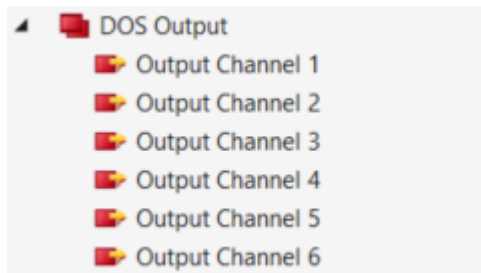 DOS Output
Output Channel 1
Output Channel 2
Output Channel 3
Output Channel 4
Output Channel 5
Output Channel 6